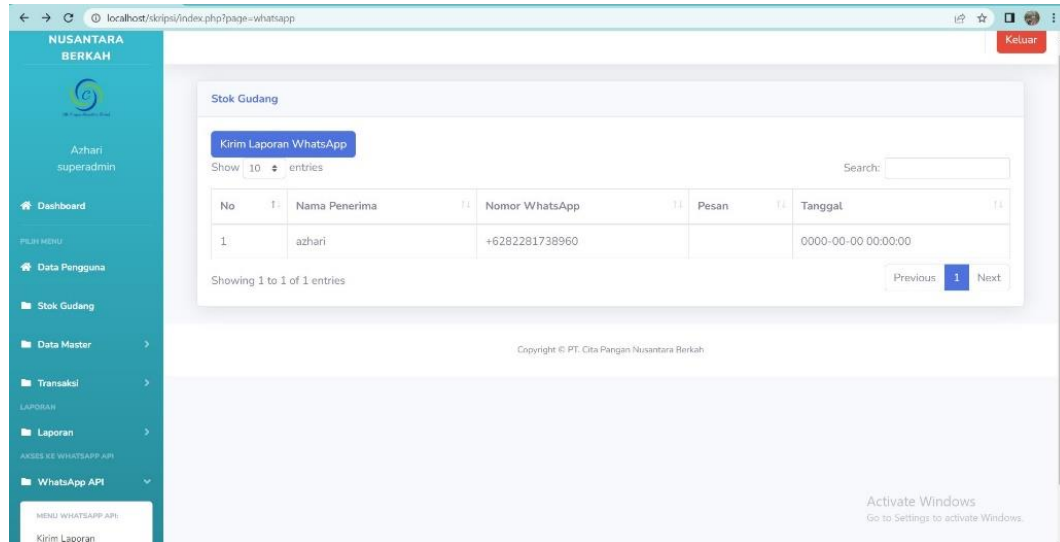 localhost/skripsi/index.php?page=whatsapp
NUSANTARA
BERKAH
Keluar
Azhari
superadmin
Dashboard
PILIH MENU
Data Pengguna
Stok Gudang
Data Master
Transaksi
LAPORAN
Laporan
AKSES KE WHATSAPP API
WhatsApp API
MENU WHATSAPP API:
Kirim Laporan
Stok Gudang
Kirim Laporan WhatsApp
Show 10 entries
Search:
No Nama Penerima Nomor WhatsApp Pesan Tanggal
1 azhari +6282281738960 0000-00-00 00:00:00
Showing 1 to 1 of 1 entries
Previous 1 Next
Copyright © PT. Cita Pangan Nusantara Berkah
Activate Windows
Go to Settings to activate Windows.